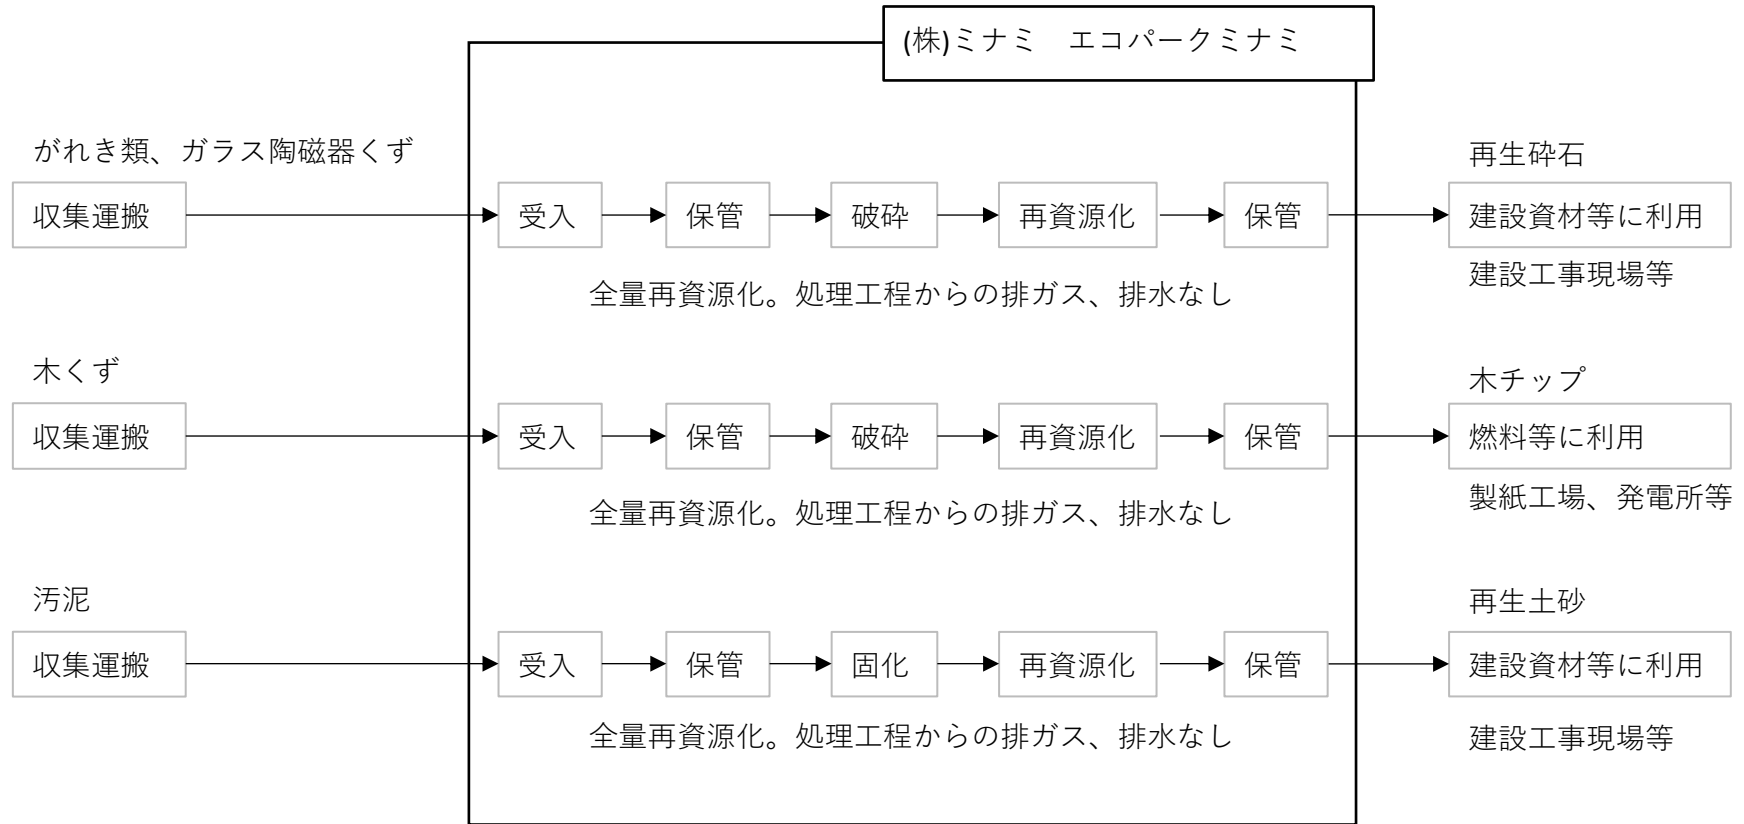 (株)ミナミ　エコパークミナミ
がれき類、ガラス陶磁器くず
再生砕石
収集運搬 受入 保管 破砕 再資源化 保管 建設資材等に利用
建設工事現場等
全量再資源化。処理工程からの排ガス、排水なし
木くず
木チップ
収集運搬 受入 保管 破砕 再資源化 保管 燃料等に利用
製紙工場、発電所等
全量再資源化。処理工程からの排ガス、排水なし
汚泥
再生土砂
収集運搬 受入 保管 固化 再資源化 保管 建設資材等に利用
全量再資源化。処理工程からの排ガス、排水なし
建設工事現場等